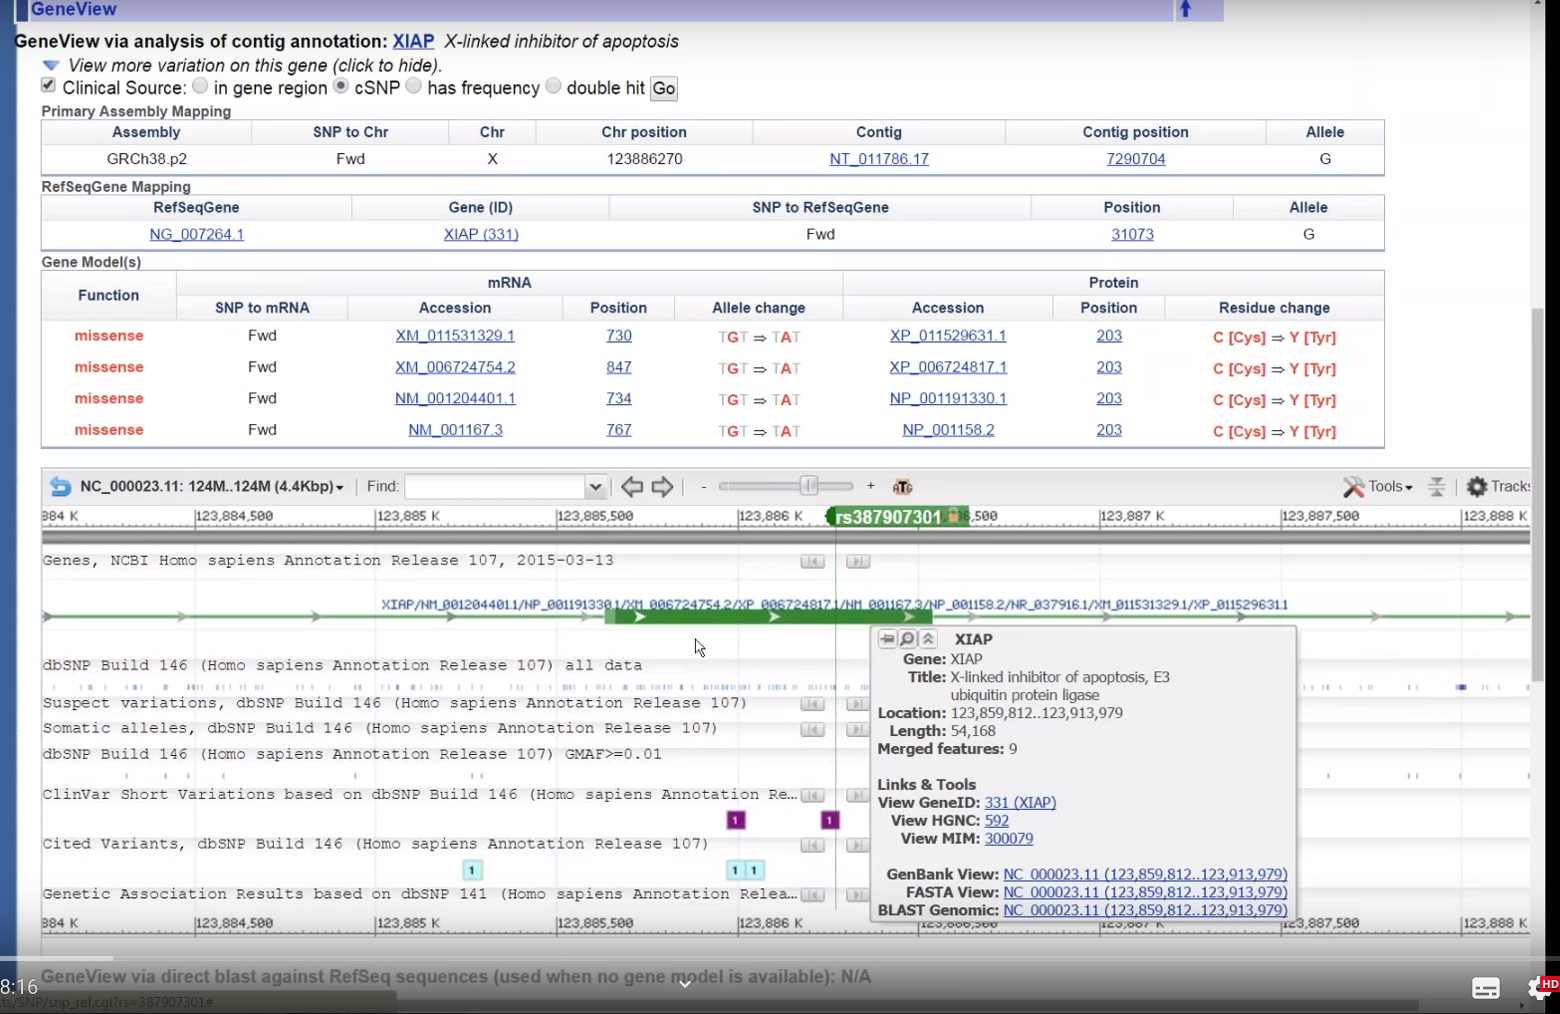 GeneView
GeneView via analysis of contig annotation: XIAP X-linked inhibitor of apoptosis
View more variation on this gene (click to hide).
Clinical Source: in gene region cSNP has frequency double hit Go
Primary Assembly Mapping
Assembly SNP to Chr Chr Chr position Contig Contig position Allele
GRCh38.p2 Fwd X 123886270 NT_011786.17 7290704 G
RefSeqGene Mapping
RefSeqGene Gene (ID) SNP to RefSeqGene Position Allele
NG_007264.1 XIAP (331) Fwd 31073 G
Gene Model(s)
Function mRNA Protein
SNP to mRNA Accession Position Allele change Accession Position Residue change
missense Fwd XM_011531329.1 730 TGT ⇒ TAT XP_011529631.1 203 C [Cys] ⇒ Y [Tyr]
missense Fwd XM_006724754.2 847 TGT ⇒ TAT XP_006724817.1 203 C [Cys] ⇒ Y [Tyr]
missense Fwd NM_001204401.1 734 TGT ⇒ TAT NP_001191330.1 203 C [Cys] ⇒ Y [Tyr]
missense Fwd NM_001167.3 767 TGT ⇒ TAT NP_001158.2 203 C [Cys] ⇒ Y [Tyr]
NC_000023.11: 124M..124M (4.4Kbp) Find: - + ATG Tools Tracks
884 K 123,884,500 123,885 K 123,885,500 123,886 K rs387907301 6,500 123,887 K 123,887,500 123,888 K
Genes, NCBI Homo sapiens Annotation Release 107, 2015-03-13
XIAP/NM_001204401.1/NP_001191330.1/XM_006724754.2/XP_006724817.1/NM_001167.3/NP_001158.2/NR_037916.1/XM_011531329.1/XP_011529631.1
dbSNP Build 146 (Homo sapiens Annotation Release 107) all data
Suspect variations, dbSNP Build 146 (Homo sapiens Annotation Release 107)
Somatic alleles, dbSNP Build 146 (Homo sapiens Annotation Release 107)
dbSNP Build 146 (Homo sapiens Annotation Release 107) GMAF>=0.01
ClinVar Short Variations based on dbSNP Build 146 (Homo sapiens Annotation Re...
1 1
Cited Variants, dbSNP Build 146 (Homo sapiens Annotation Release 107)
1 1 1
Genetic Association Results based on dbSNP 141 (Homo sapiens Annotation Relea...
884 K 123,884,500 123,885 K 123,885,500 123,886 K 123,886,500 123,887 K 123,887,500 123,888 K
XIAP
Gene: XIAP
Title: X-linked inhibitor of apoptosis, E3
ubiquitin protein ligase
Location: 123,859,812..123,913,979
Length: 54,168
Merged features: 9
Links & Tools
View GeneID: 331 (XIAP)
View HGNC: 592
View MIM: 300079
GenBank View: NC_000023.11 (123,859,812..123,913,979)
FASTA View: NC_000023.11 (123,859,812..123,913,979)
BLAST Genomic: NC_000023.11 (123,859,812..123,913,979)
GeneView via direct blast against RefSeq sequences (used when no gene model is available): N/A
8:16
HD
ts/SNP/snp_ref.cgi?rs=387907301#